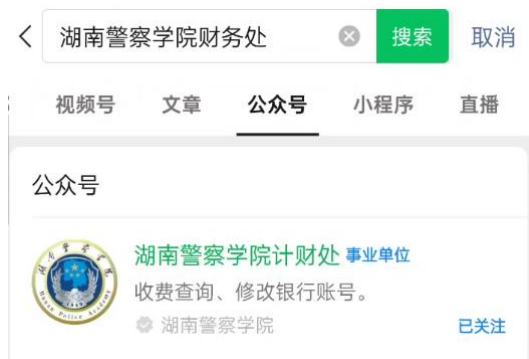 湖南警察学院财务处 搜索 取消
视频号 文章 公众号 小程序 直播
公众号
湖南警察学院计财处 事业单位
收费查询、修改银行账号。
湖南警察学院 已关注